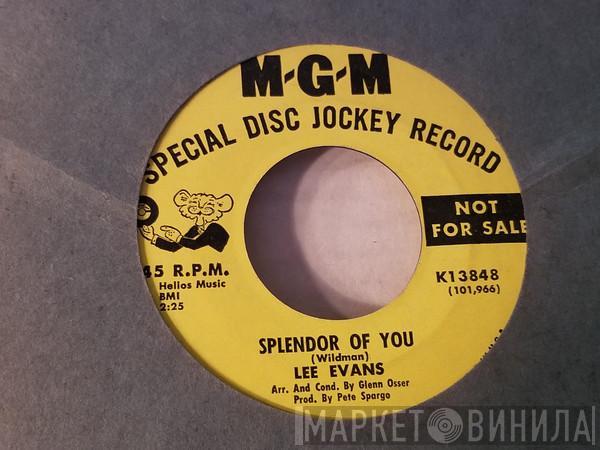 M-G-M
SPECIAL DISC JOCKEY RECORD
NOT
FOR SALE
45 R.P.M.
Helios Music
BMI
2:25
K13848
(101,966)
SPLENDOR OF YOU
(Wildman)
LEE EVANS
Arr. And Cond. By Glenn Osser
Prod. By Pete Spargo
МАРКЕТ ВИНИЛА